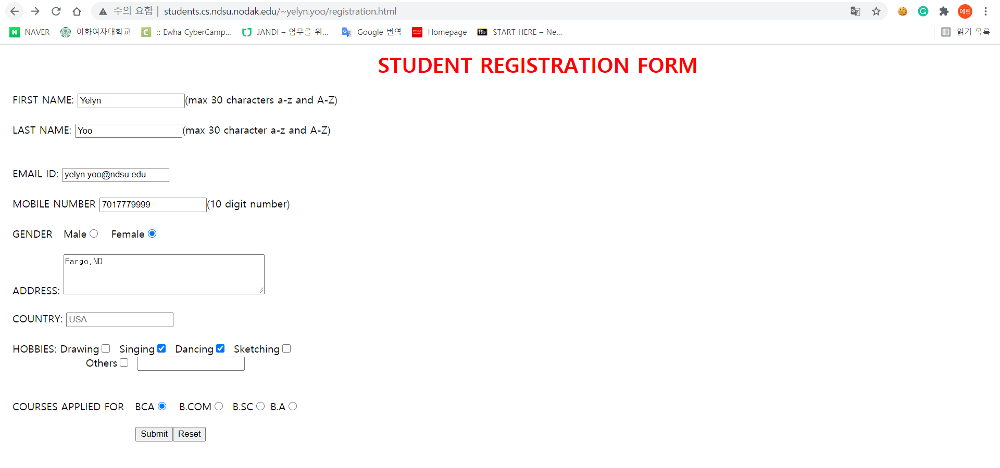 주의 요함 | students.cs.ndsu.nodak.edu/~yelyn.yoo/registration.html 예린
N NAVER 이화여자대학교 C :: Ewha CyberCamp... JANDI – 업무를 위... G Google 번역 Homepage Bb START HERE – Ne... 읽기 목록
STUDENT REGISTRATION FORM
FIRST NAME: Yelyn (max 30 characters a-z and A-Z)
LAST NAME: Yoo (max 30 character a-z and A-Z)
EMAIL ID: yelyn.yoo@ndsu.edu
MOBILE NUMBER 7017779999 (10 digit number)
GENDER Male Female
Fargo,ND
ADDRESS:
COUNTRY: USA
HOBBIES: Drawing Singing Dancing Sketching
Others
COURSES APPLIED FOR BCA B.COM B.SC B.A
Submit Reset